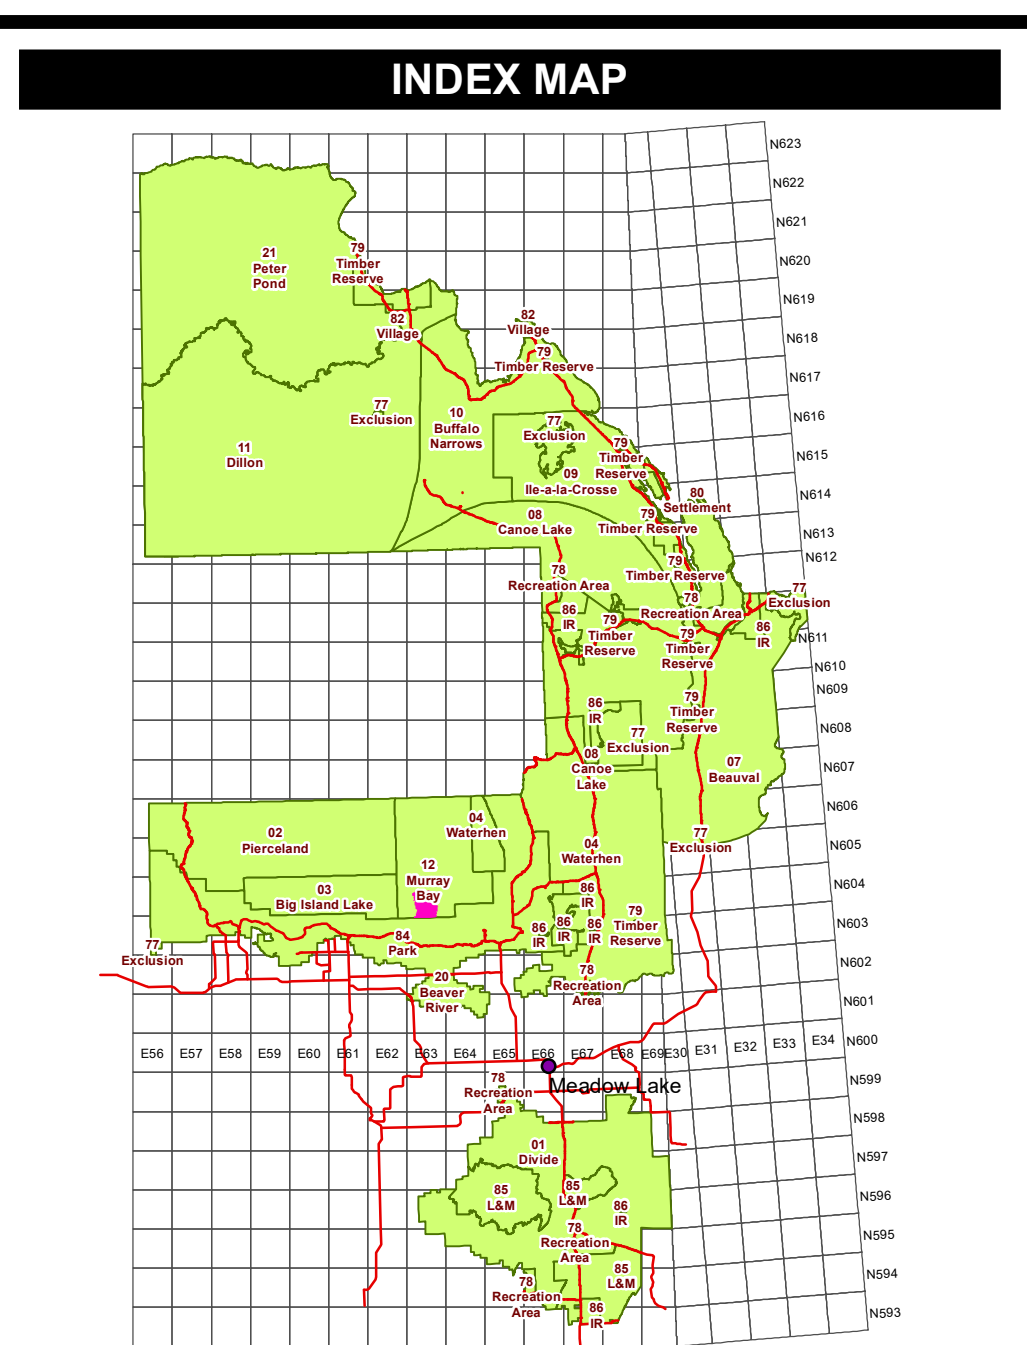 INDEX MAP
N623
N622
N621
N620
N619
N618
N617
N616
N615
N614
N613
N612
N611
N610
N609
N608
N607
N606
N605
N604
N603
N602
N601
N600
N599
N598
N597
N596
N595
N594
N593
21
Peter
Pond
79
Timber
Reserve
82
Village
82
Village
79
Timber Reserve
77
Exclusion
10
Buffalo
Narrows
77
Exclusion
79
Timber
Reserve
11
Dillon
09
Ile-a-la-Crosse
80
Settlement
08
Canoe Lake
79
Timber Reserve
79
Timber Reserve
78
Recreation Area
77
Exclusion
78
Recreation Area
86
IR
79
Timber
Reserve
79
Timber
Reserve
86
IR
86
IR
79
Timber
Reserve
77
Exclusion
08
Canoe
Lake
07
Beauval
04
Waterhen
02
Pierceland
04
Waterhen
77
Exclusion
12
Murray
Bay
03
Big Island Lake
86
IR
86
IR
86
IR
86
IR
79
Timber
Reserve
84
Park
77
Exclusion
20
Beaver
River
78
Recreation
Area
E56 E57 E58 E59 E60 E61 E62 E63 E64 E65 E66 E67 E68 E69 E30 E31 E32 E33 E34
Meadow Lake
78
Recreation
Area
01
Divide
85
L&M
85
L&M
86
IR
78
Recreation
Area
85
L&M
78
Recreation
Area
86
IR